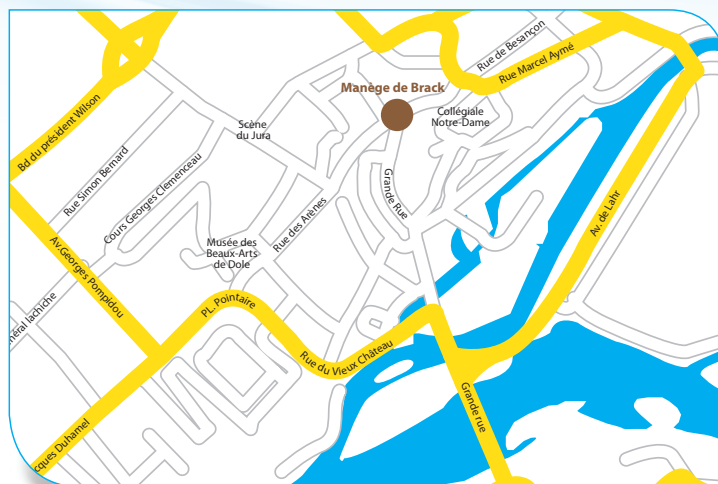 Rue de Besançon
Rue Marcel Aymé
Manège de Brack
Bd du président Wilson
Collégiale
Notre-Dame
Scène
du Jura
Rue Simon Bernard
Cours Georges Clemenceau
Grande Rue
Rue des Arènes
Av. de Lahr
Musée des
Beaux-Arts
de Dole
Av.Georges Pompidou
PL. Pointaire
néral lachiche
Rue du Vieux Château
Grande rue
cques Duhamel